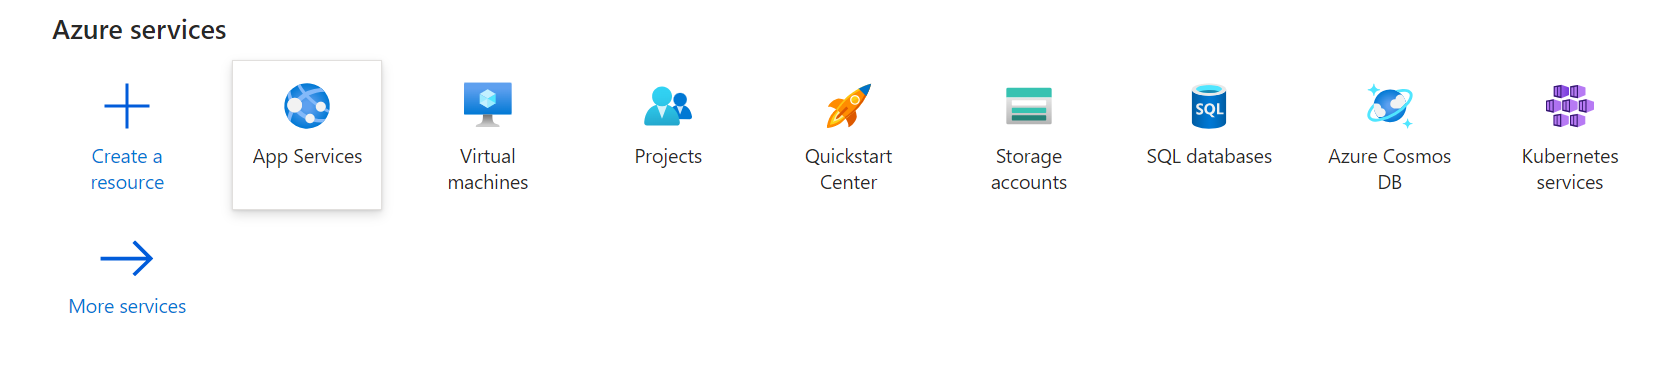 Azure services
Create a
resource
App Services
Virtual
machines
Projects
Quickstart
Center
Storage
accounts
SQL
SQL databases
Azure Cosmos
DB
Kubernetes
services
More services